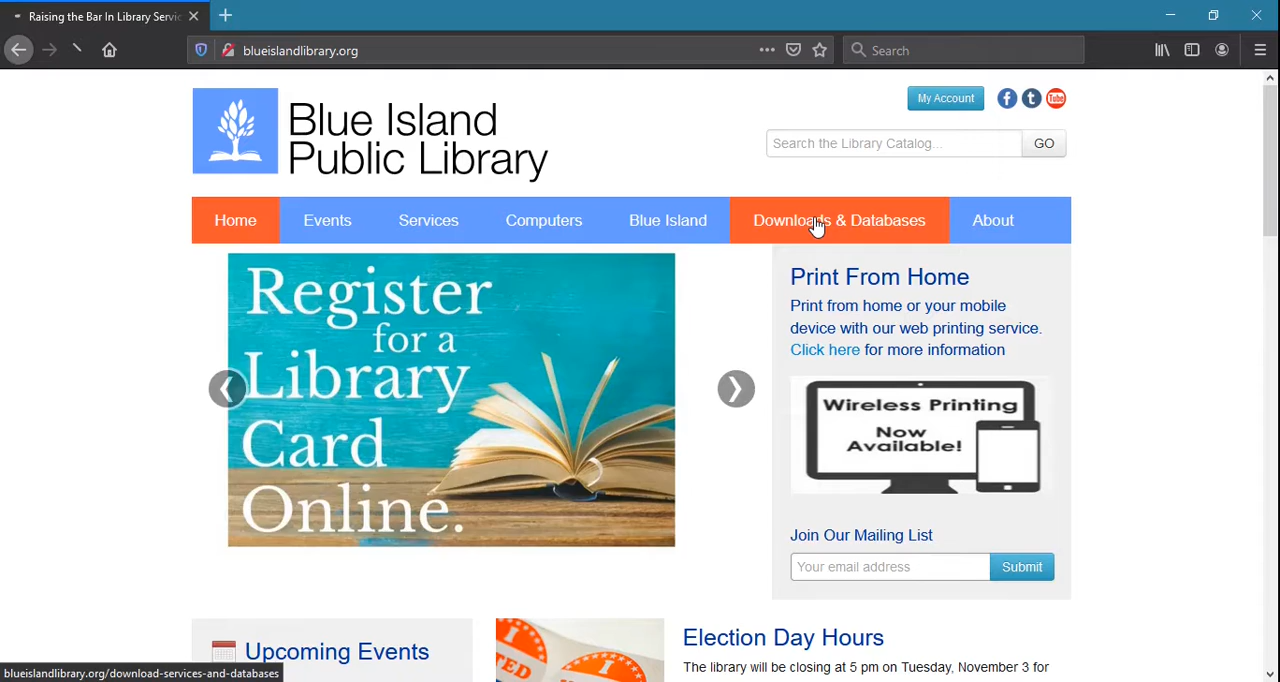 Raising the Bar In Library Servic
blueislandlibrary.org
Search
Blue Island
Public Library
My Account
f t You Tube
Search the Library Catalog...
GO
Home Events Services Computers Blue Island Downloads & Databases About
Register
for a
Library
Card
Online.
Print From Home
Print from home or your mobile
device with our web printing service.
Click here for more information
Wireless Printing
Now
Available!
Join Our Mailing List
Your email address
Submit
Upcoming Events
I
TED
Election Day Hours
The library will be closing at 5 pm on Tuesday, November 3 for
blueislandlibrary.org/download-services-and-databases